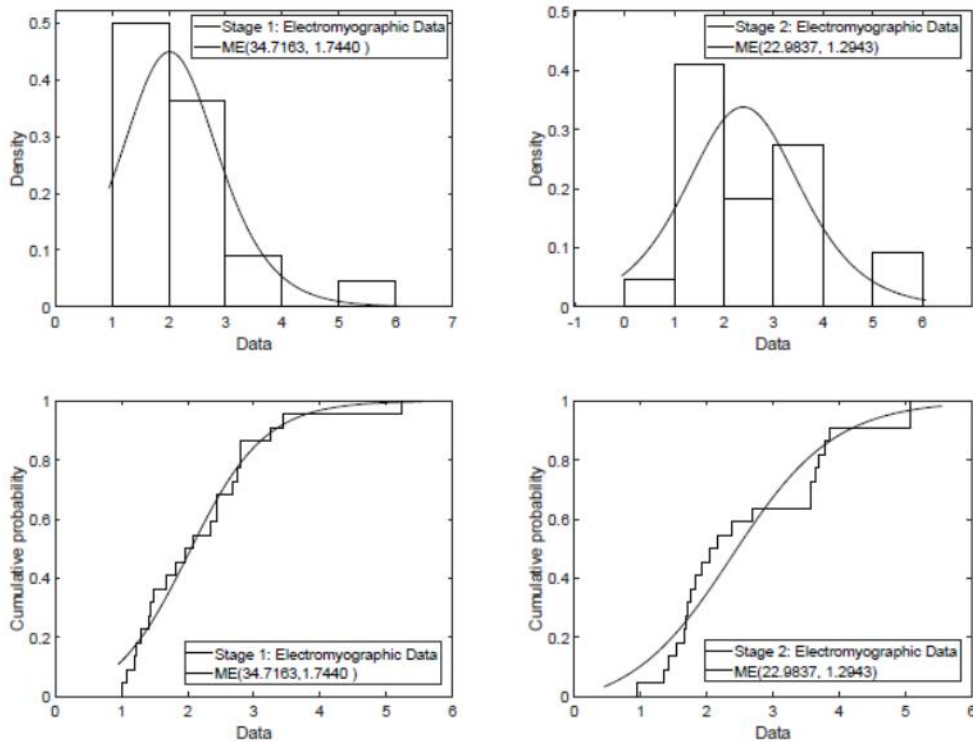 0.5
0.4
0.3
0.2
0.1
0
Density
Stage 1: Electromyographic Data
ME(34.7163, 1.7440 )
0 1 2 3 4 5 6 7
Data
0.5
0.4
0.3
0.2
0.1
0
Density
Stage 2: Electromyographic Data
ME(22.9837, 1.2943)
-1 0 1 2 3 4 5 6
Data
1
0.8
0.6
0.4
0.2
0
Cumulative probability
Stage 1: Electromyographic Data
ME(34.7163,1.7440 )
0 1 2 3 4 5 6
Data
1
0.8
0.6
0.4
0.2
0
Cumulative probability
Stage 2: Electromyographic Data
ME(22.9837, 1.2943)
0 1 2 3 4 5 6
Data